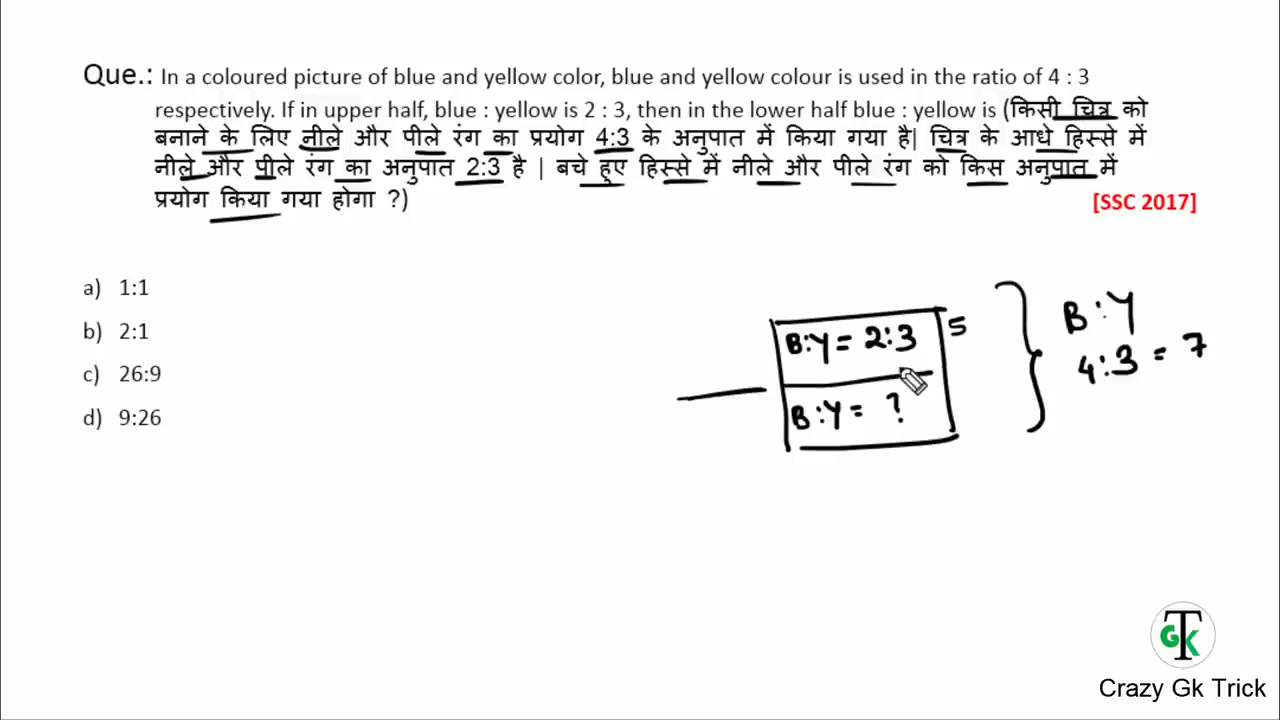 Que.: In a coloured picture of blue and yellow color, blue and yellow colour is used in the ratio of 4 : 3
respectively. If in upper half, blue : yellow is 2 : 3, then in the lower half blue : yellow is (किसी चित्र को
बनाने के लिए नीले और पीले रंग का प्रयोग 4:3 के अनुपात में किया गया है| चित्र के आधे हिस्से में
नीले और पीले रंग का अनुपात 2:3 है | बचे हुए हिस्से में नीले और पीले रंग को किस अनुपात में
प्रयोग किया गया होगा ?)
[SSC 2017]
a) 1:1
b) 2:1
c) 26:9
d) 9:26
B:Y = 2:3
5
B:Y = ?
B:Y
4:3 = 7
GTK
Crazy Gk Trick